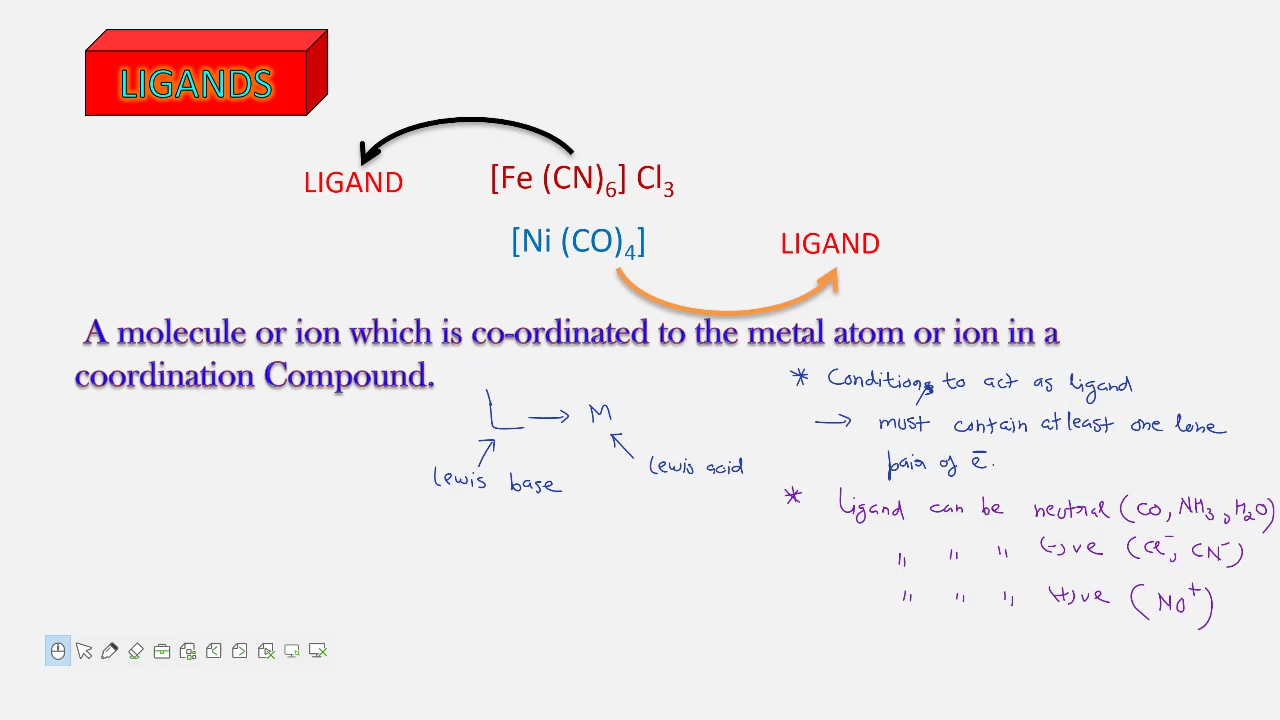 LIGANDS
LIGAND
[Fe (CN)₆] Cl₃
[Ni (CO)₄]
LIGAND
A molecule or ion which is co-ordinated to the metal atom or ion in a
coordination Compound.
L → M
Lewis base
Lewis acid
* Conditions to act as ligand
→ must contain atleast one lone
pair of e̅.
* Ligand can be neutral (CO, NH₃, H₂O)
" " " (-)ve (Cl⁻, CN⁻)
" " " (+)ve (NO⁺)